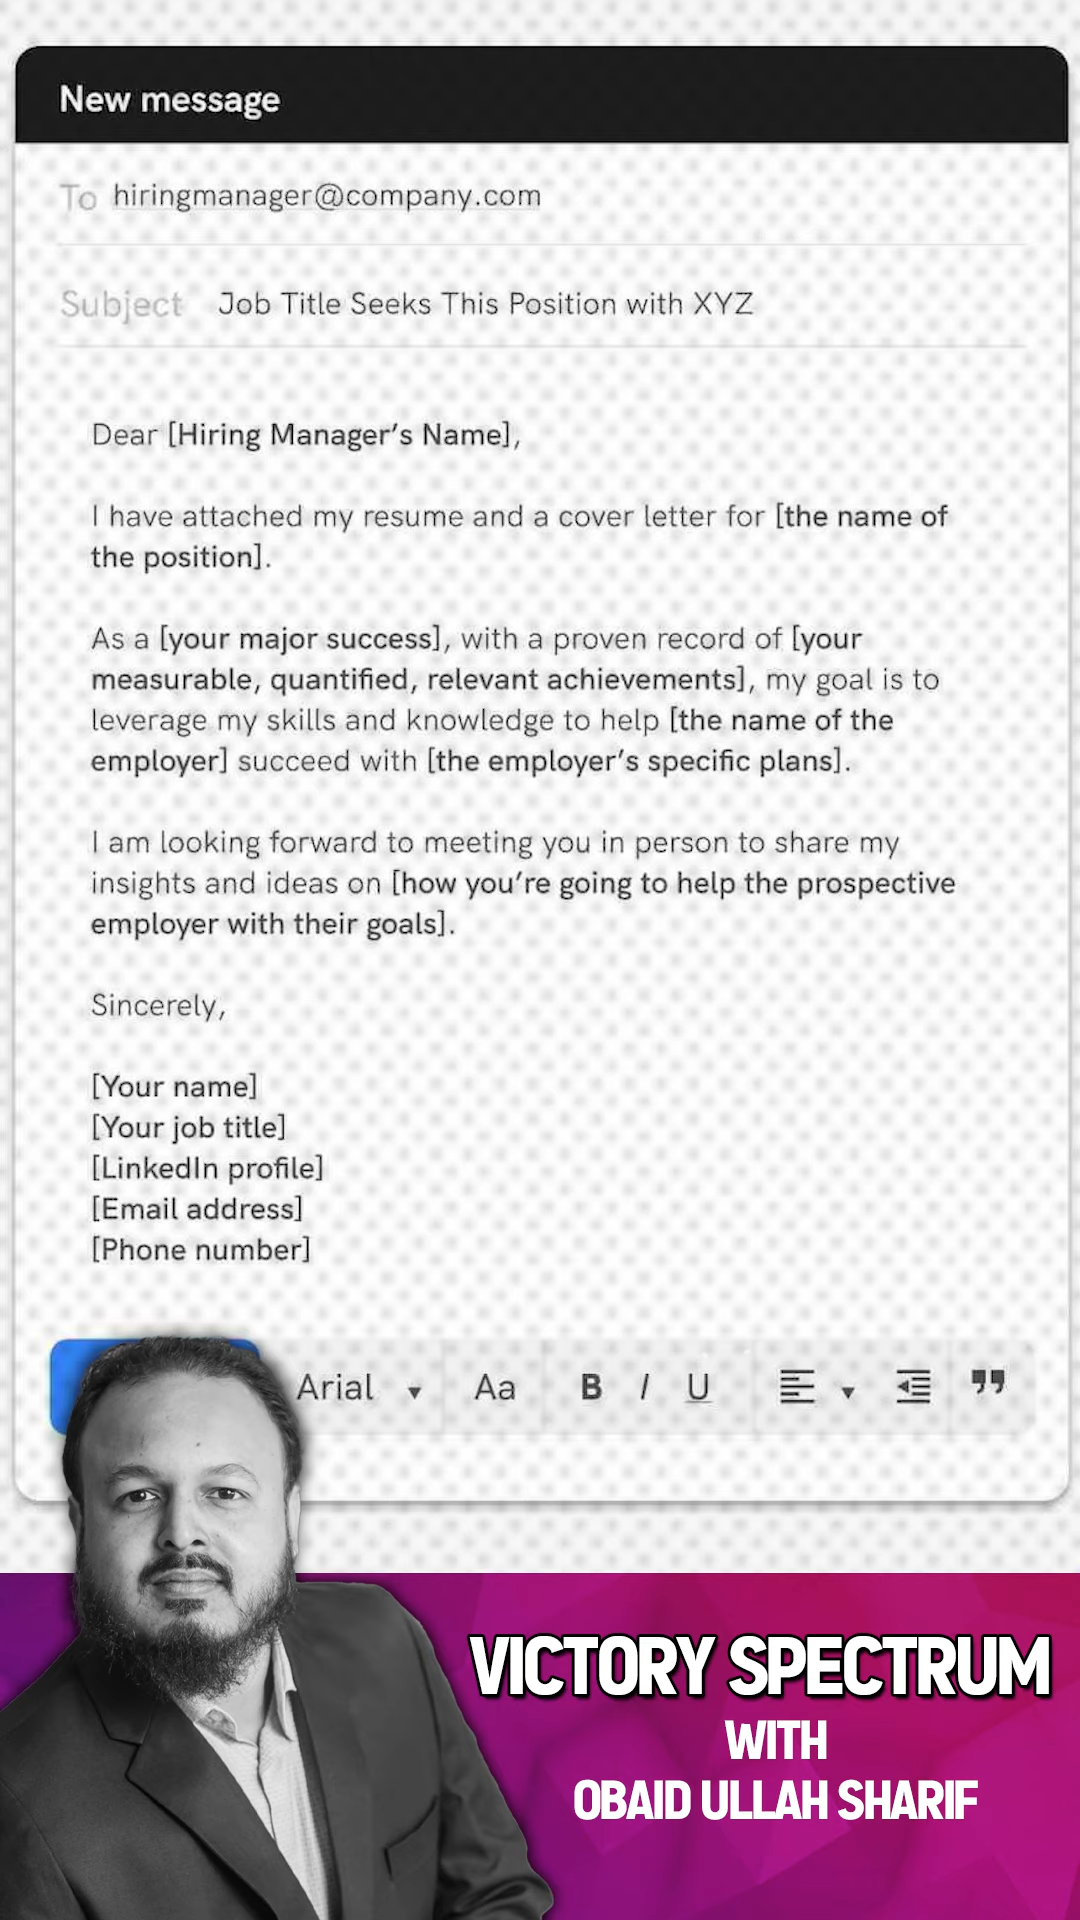 New message
To hiringmanager@company.com
Subject Job Title Seeks This Position with XYZ
Dear [Hiring Manager’s Name],
I have attached my resume and a cover letter for [the name of
the position].
As a [your major success], with a proven record of [your
measurable, quantified, relevant achievements], my goal is to
leverage my skills and knowledge to help [the name of the
employer] succeed with [the employer’s specific plans].
I am looking forward to meeting you in person to share my
insights and ideas on [how you’re going to help the prospective
employer with their goals].
Sincerely,
[Your name]
[Your job title]
[LinkedIn profile]
[Email address]
[Phone number]
Arial Aa B I U
VICTORY SPECTRUM
WITH
OBAID ULLAH SHARIF